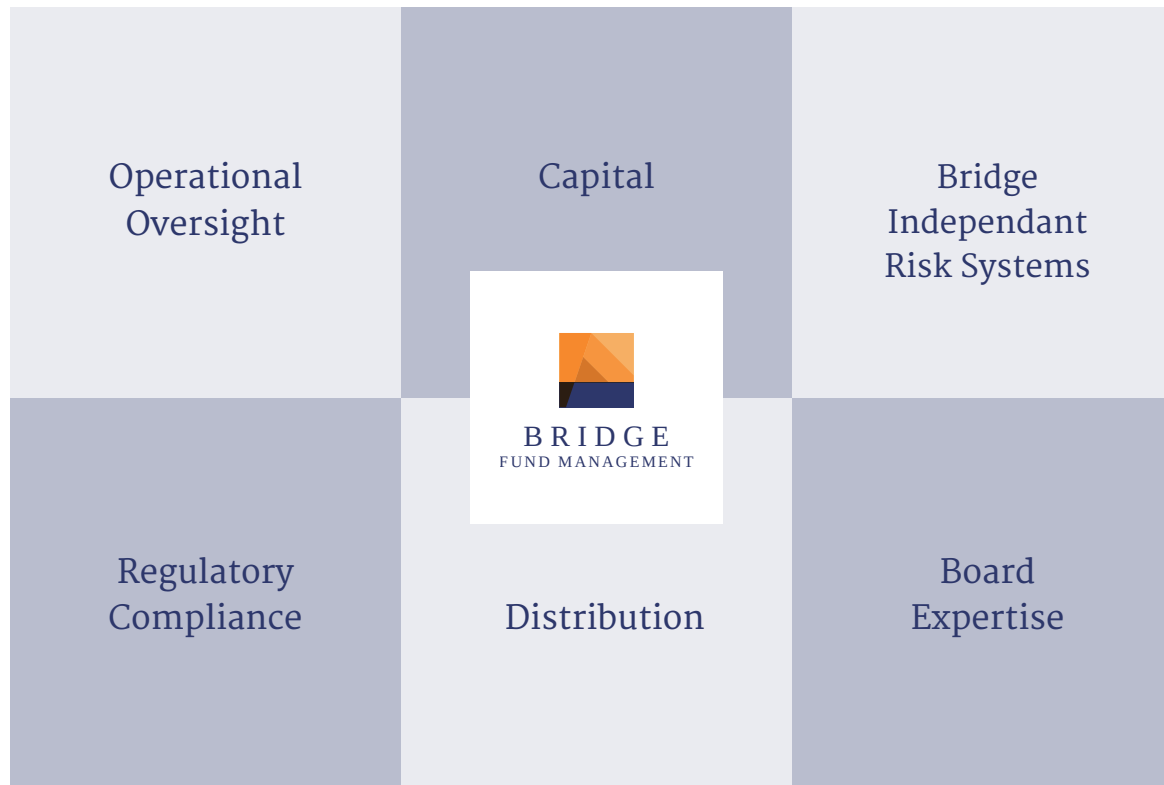 Operational
Oversight
Capital
Bridge
Independant
Risk Systems
BRIDGE
FUND MANAGEMENT
Regulatory
Compliance
Distribution
Board
Expertise